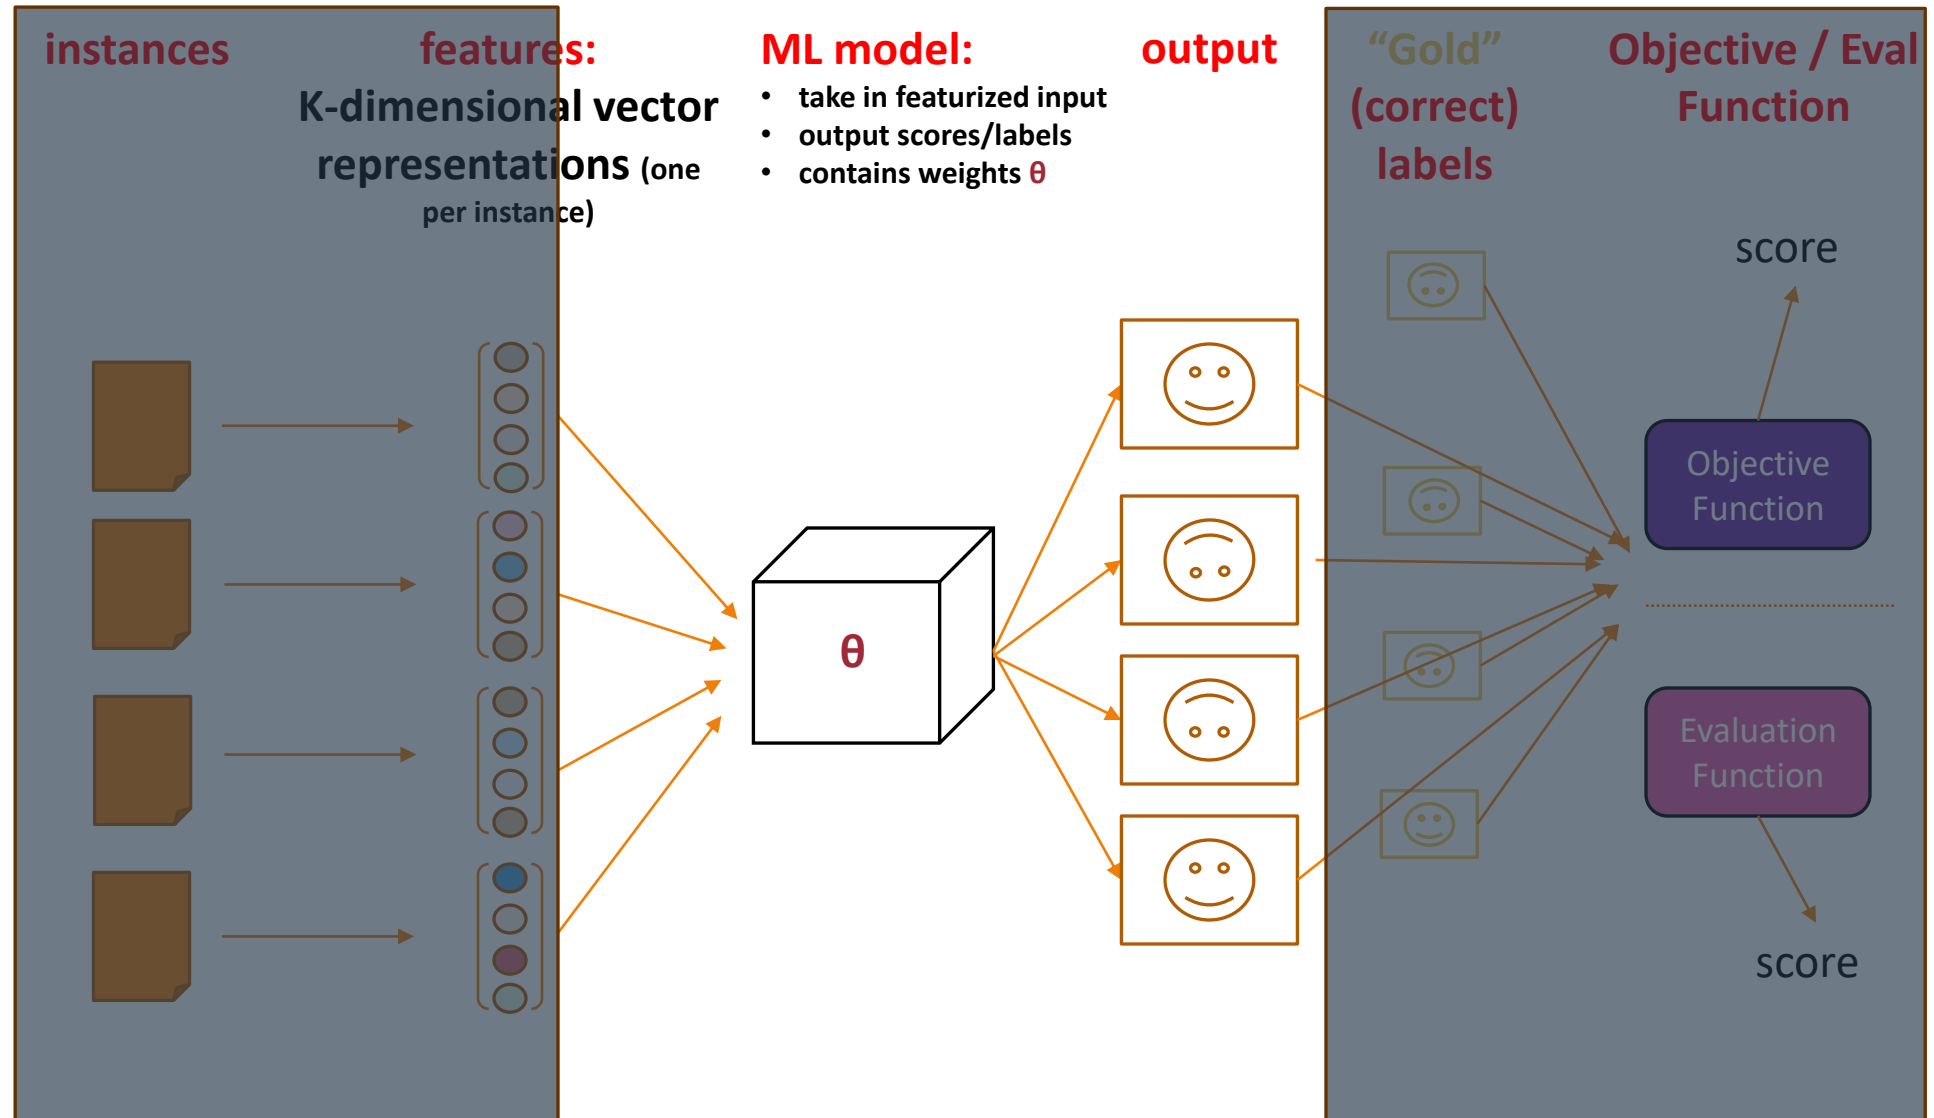 instances
features:
K-dimensional vector
representations (one
per instance)
ML model:
• take in featurized input
• output scores/labels
• contains weights θ
output
“Gold”
(correct)
labels
Objective / Eval
Function
score
Objective
Function
θ
Evaluation
Function
score